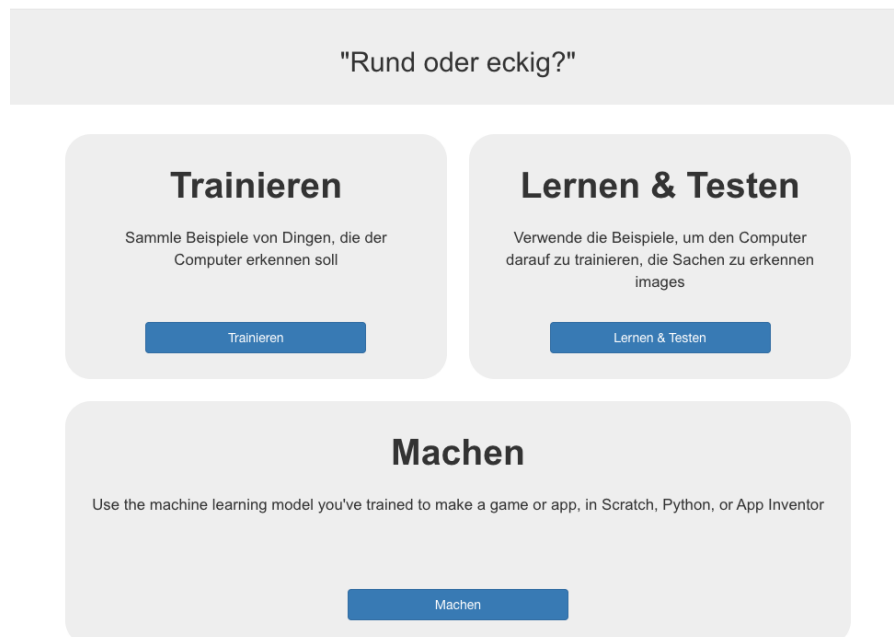 "Rund oder eckig?"
Trainieren
Sammle Beispiele von Dingen, die der
Computer erkennen soll
Trainieren
Lernen & Testen
Verwende die Beispiele, um den Computer
darauf zu trainieren, die Sachen zu erkennen
images
Lernen & Testen
Machen
Use the machine learning model you've trained to make a game or app, in Scratch, Python, or App Inventor
Machen